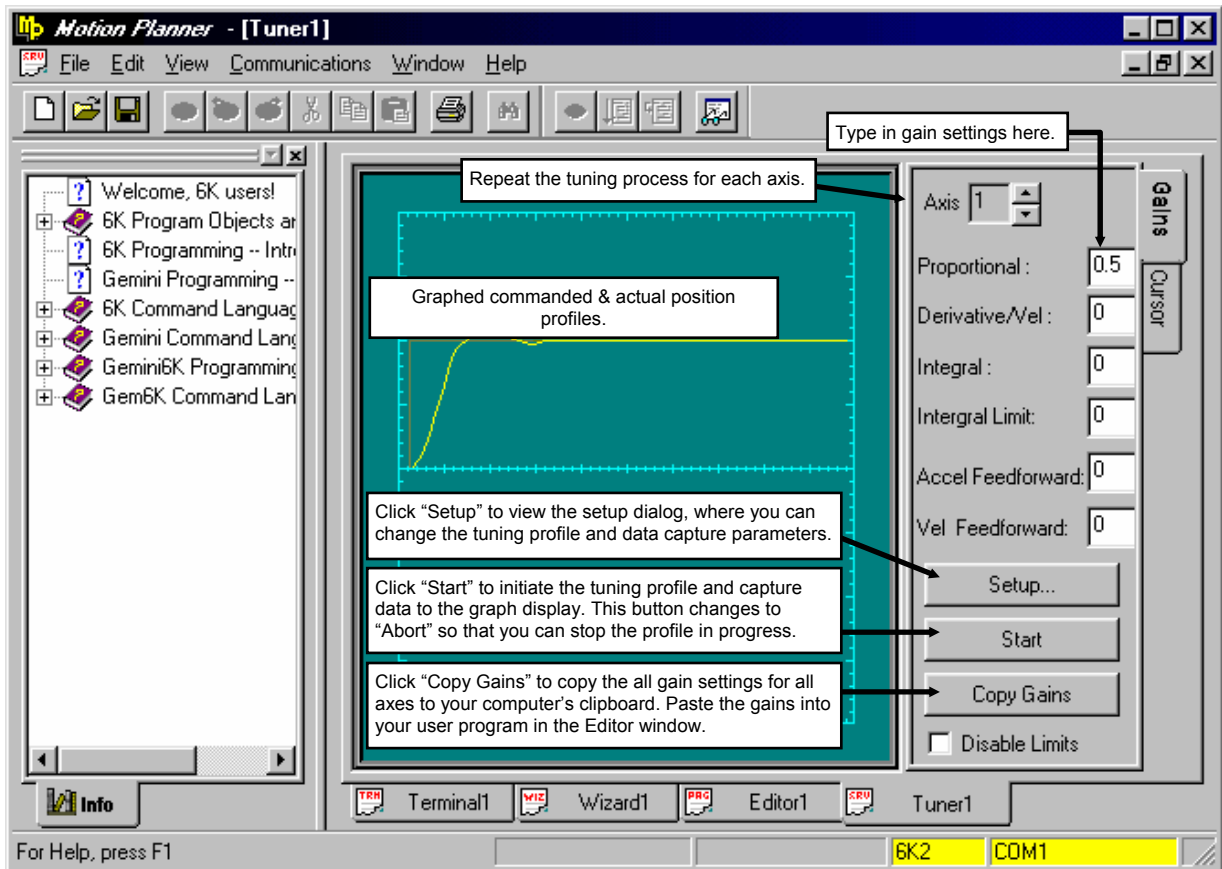 Motion Planner - [Tuner1]
File Edit View Communications Window Help
Type in gain settings here.
Repeat the tuning process for each axis.
Welcome, 6K users!
6K Program Objects ar
6K Programming -- Intr
Gemini Programming --
6K Command Languag
Gemini Command Lang
Gemini6K Programming
Gem6K Command Lan
Graphed commanded & actual position
profiles.
Click “Setup” to view the setup dialog, where you can
change the tuning profile and data capture parameters.
Click “Start” to initiate the tuning profile and capture
data to the graph display. This button changes to
“Abort” so that you can stop the profile in progress.
Click “Copy Gains” to copy the all gain settings for all
axes to your computer’s clipboard. Paste the gains into
your user program in the Editor window.
Axis 1
Proportional : 0.5
Derivative/Vel : 0
Integral : 0
Intergral Limit: 0
Accel Feedforward: 0
Vel Feedforward: 0
Setup...
Start
Copy Gains
Disable Limits
Gains
Cursor
Info
TRM Terminal1 WIZ Wizard1 PRG Editor1 SRV Tuner1
For Help, press F1
6K2 COM1